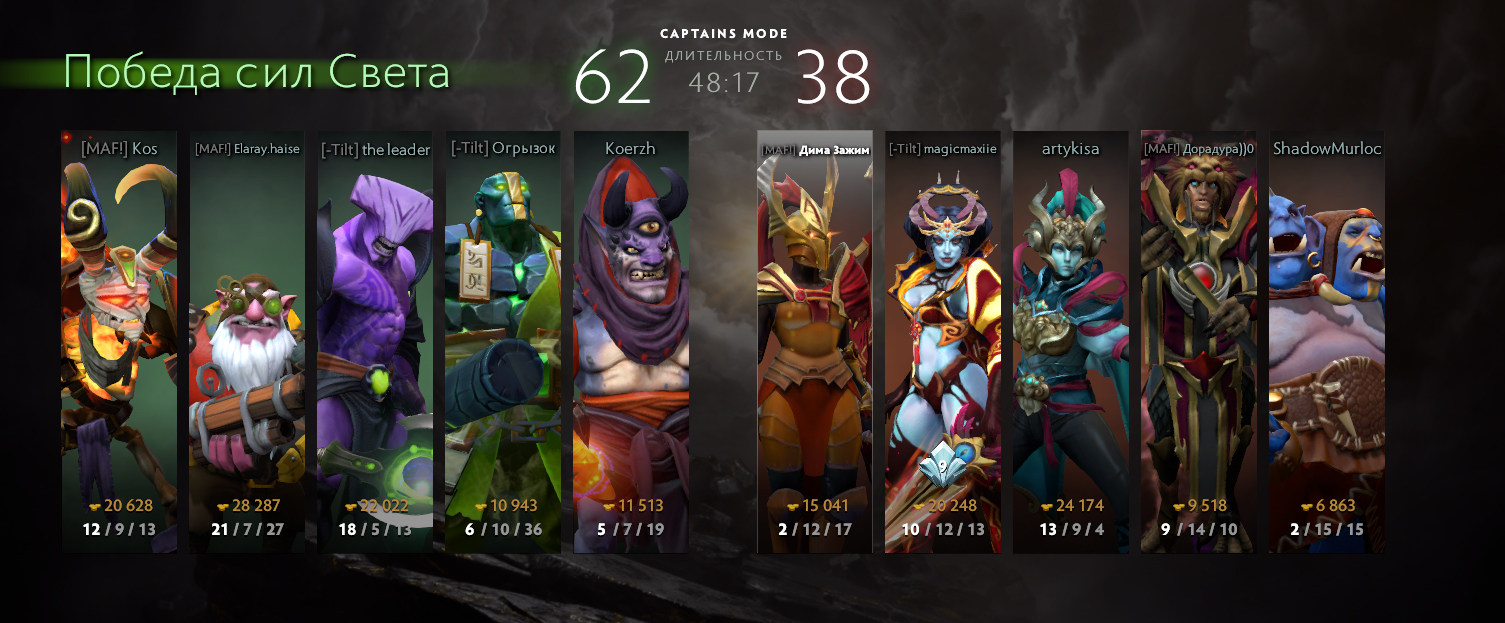 CAPTAINS MODE
Победа сил Света
62
ДЛИТЕЛЬНОСТЬ
48:17
38
[MAF!] Kos
[MAF!] Elaray.haise
[-Tilt] the leader
[-Tilt] Огрызок
Koerzh
[MAF!] Дима Зажим
[-Tilt] magicmaxiie
artykisa
[MAF!] Дорадура))0
ShadowMurloc
9
20 628
28 287
22 022
10 943
11 513
15 041
20 248
24 174
9 518
6 863
12 / 9 / 13
21 / 7 / 27
18 / 5 / 13
6 / 10 / 36
5 / 7 / 19
2 / 12 / 17
10 / 12 / 13
13 / 9 / 4
9 / 14 / 10
2 / 15 / 15